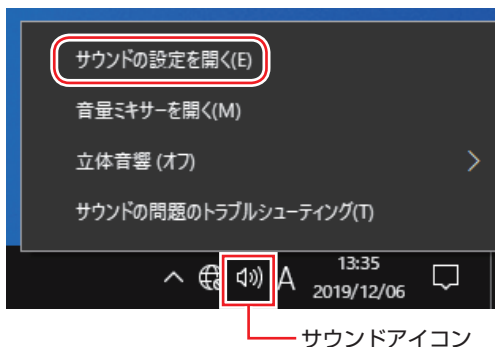 サウンドの設定を開く(E)
音量ミキサーを開く(M)
立体音響 (オフ)
サウンドの問題のトラブルシューティング(T)
A
13:35
2019/12/06
サウンドアイコン